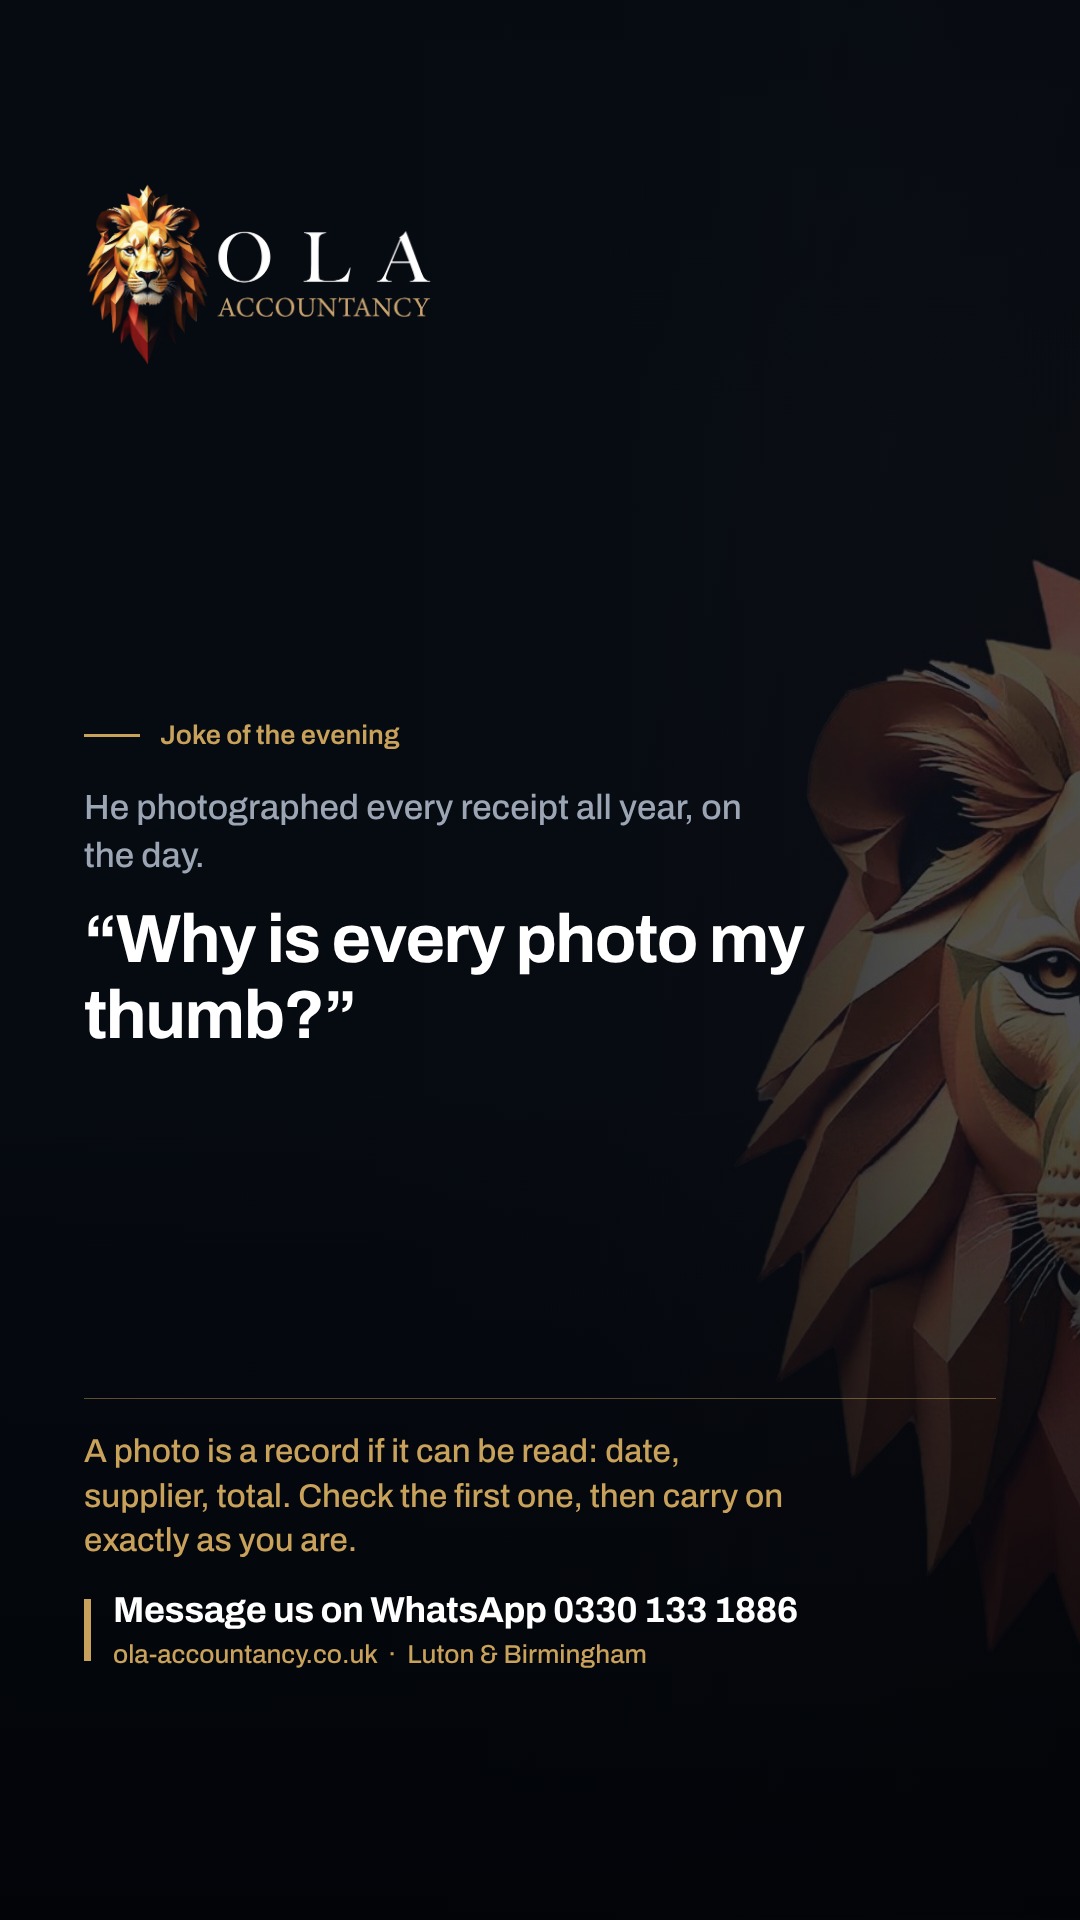 OLA
ACCOUNTANCY
Joke of the evening
He photographed every receipt all year, on
the day.
“Why is every photo my
thumb?”
A photo is a record if it can be read: date,
supplier, total. Check the first one, then carry on
exactly as you are.
Message us on WhatsApp 0330 133 1886
ola-accountancy.co.uk · Luton & Birmingham